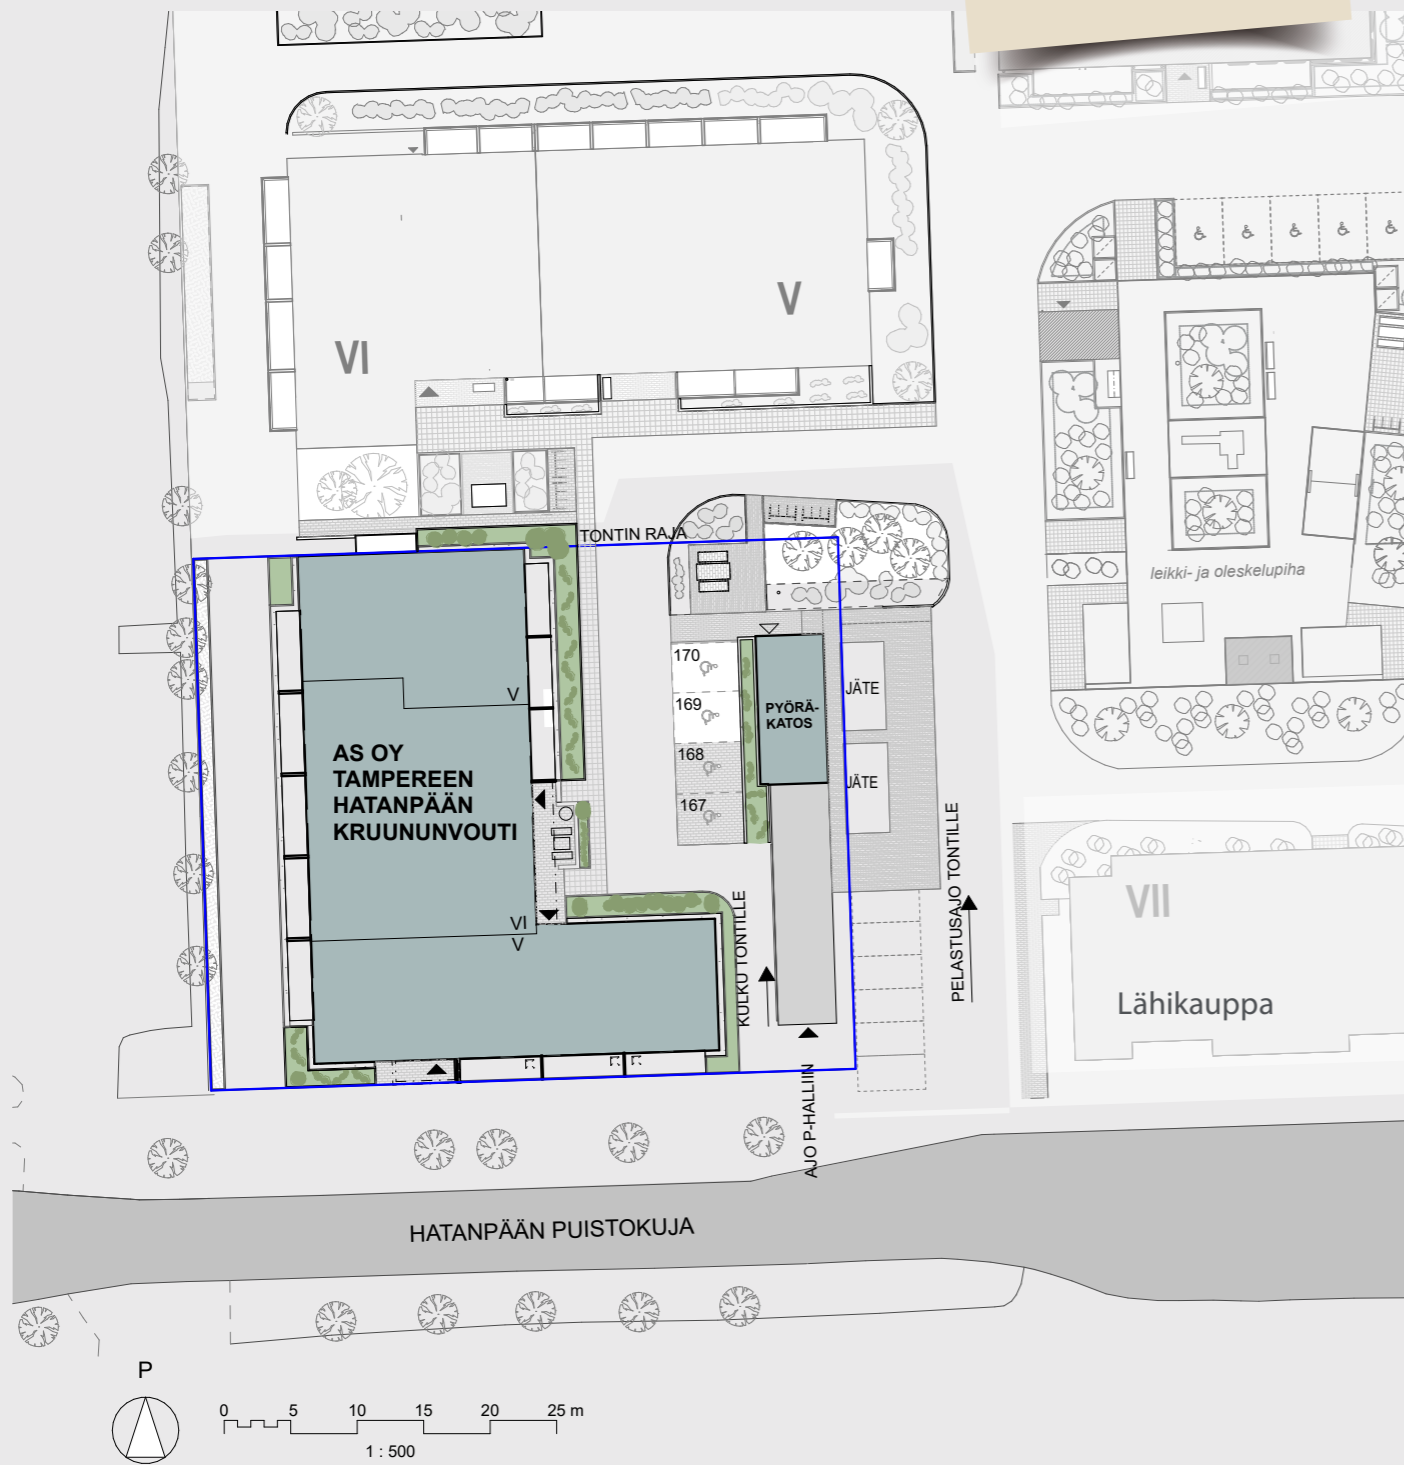 V
VI
TONTIN RAJA
leikki- ja oleskelupiha
170
169
168
167
PYÖRÄ-
KATOS
JÄTE
JÄTE
V
AS OY
TAMPEREEN
HATANPÄÄN
KRUUNUNVOUTI
VI
V
KULKU TONTILLE
PELASTUSAJO TONTILLE
AJO P-HALLIIN
VII
Lähikauppa
HATANPÄÄN PUISTOKUJA
P
0 5 10 15 20 25 m
1 : 500